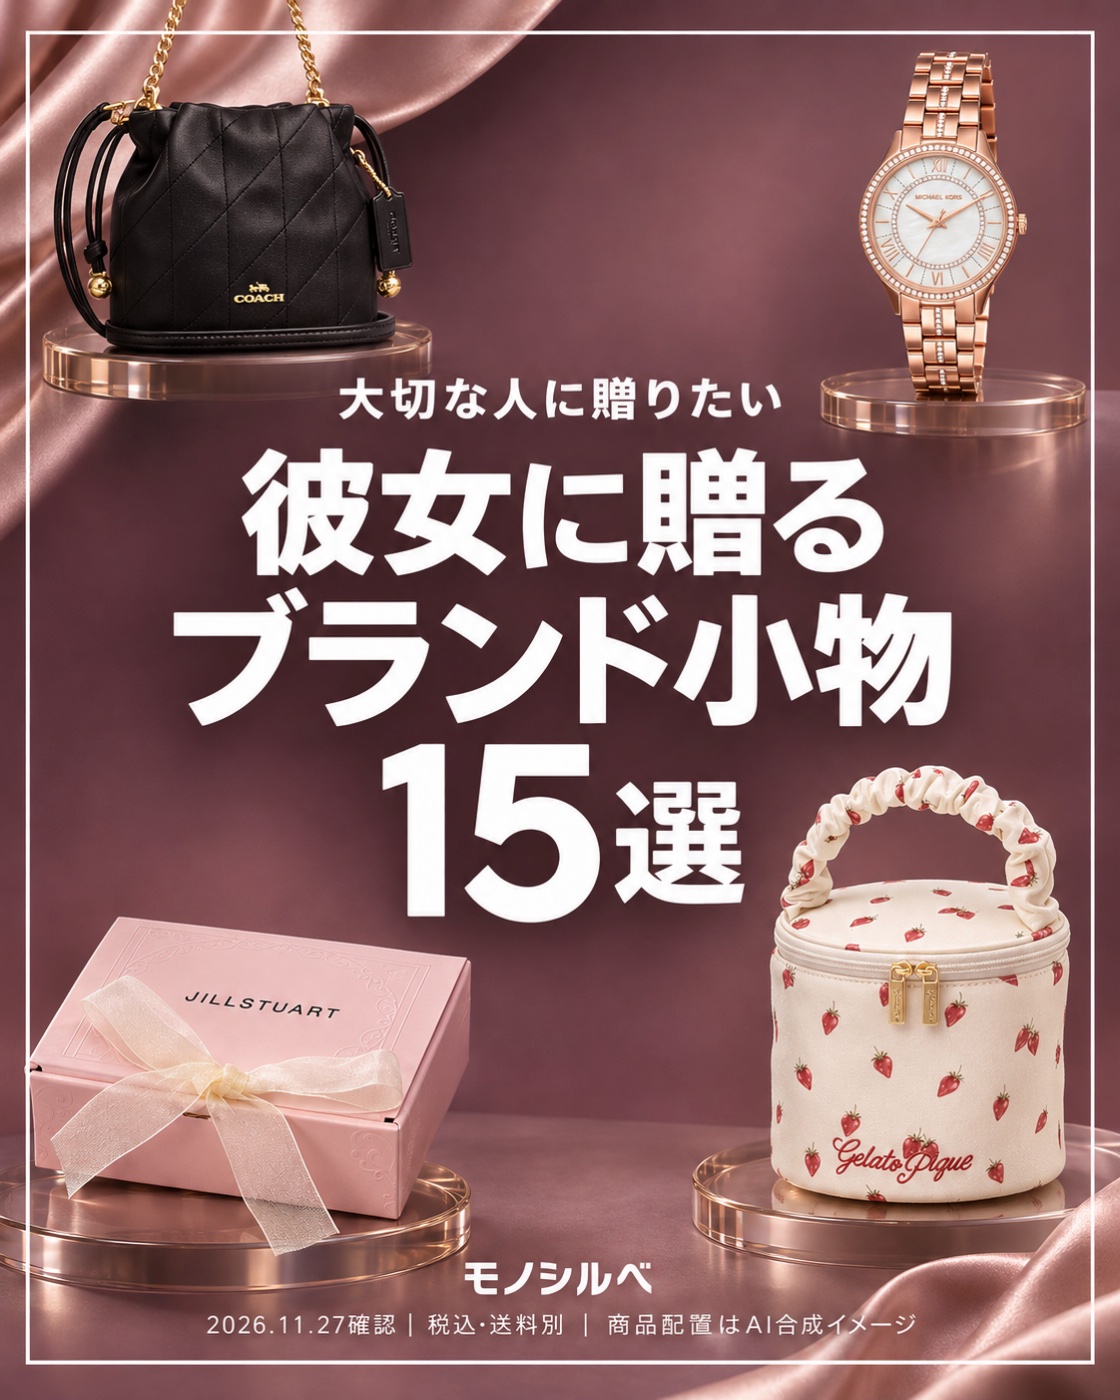 COACH
MICHAEL KORS
大切な人に贈りたい
彼女に贈る
ブランド小物
15選
JILLSTUART
Gelato Pique
モノシルベ
2026.11.27確認 | 税込・送料別 | 商品配置はAI合成イメージ